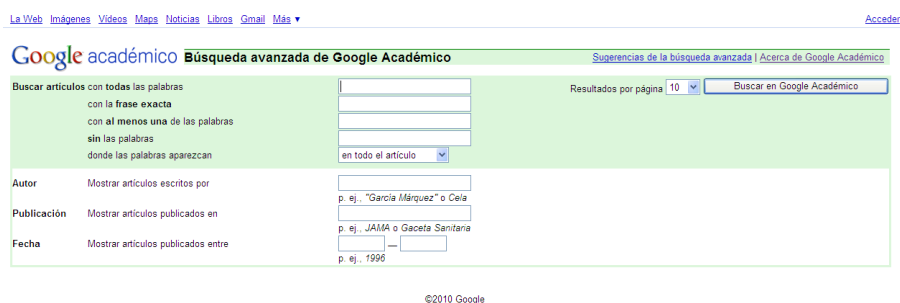 La Web Imágenes Vídeos Maps Noticias Libros Gmail Más ▼ Acceder
Google académico Búsqueda avanzada de Google Académico Sugerencias de la búsqueda avanzada | Acerca de Google Académico
Buscar artículos con todas las palabras Resultados por página 10 Buscar en Google Académico
con la frase exacta
con al menos una de las palabras
sin las palabras
donde las palabras aparezcan en todo el artículo
Autor Mostrar artículos escritos por
p. ej., "García Márquez" o Cela
Publicación Mostrar artículos publicados en
p. ej., JAMA o Gaceta Sanitaria
Fecha Mostrar artículos publicados entre —
p. ej., 1996
©2010 Google